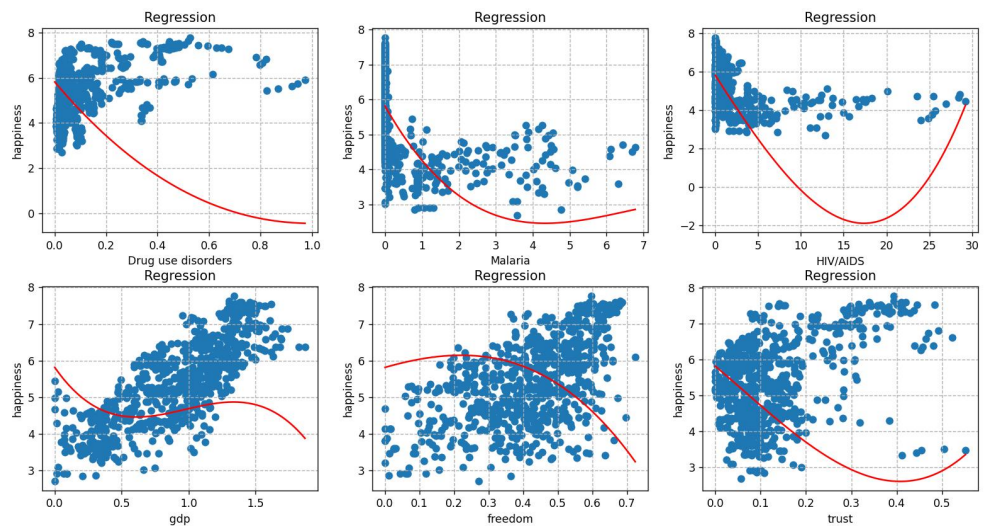 Regression
happiness
8
6
4
2
0
0.0 0.2 0.4 0.6 0.8 1.0
Drug use disorders
Regression
happiness
8
7
6
5
4
3
0 1 2 3 4 5 6 7
Malaria
Regression
happiness
8
6
4
2
0
−2
0 5 10 15 20 25 30
HIV/AIDS
Regression
happiness
8
7
6
5
4
3
0.0 0.5 1.0 1.5
gdp
Regression
happiness
8
7
6
5
4
3
0.0 0.1 0.2 0.3 0.4 0.5 0.6 0.7
freedom
Regression
happiness
8
7
6
5
4
3
0.0 0.1 0.2 0.3 0.4 0.5
trust